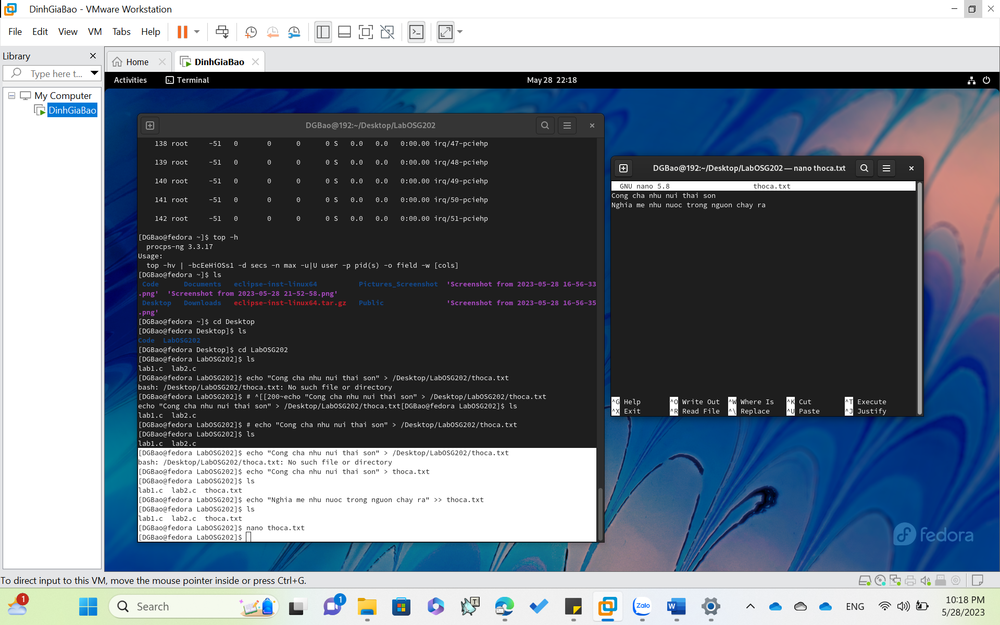 DinhGiaBao - VMware Workstation
File Edit View VM Tabs Help
Library
Type here t...
My Computer
DinhGiaBao
Home
DinhGiaBao
Activities
Terminal
May 28 22:18
DGBao@192:~/Desktop/LabOSG202
138 root -51 0 0 0 S 0.0 0.0 0:00.00 irq/47-pciehp
139 root -51 0 0 0 S 0.0 0.0 0:00.00 irq/48-pciehp
140 root -51 0 0 0 S 0.0 0.0 0:00.00 irq/49-pciehp
141 root -51 0 0 0 S 0.0 0.0 0:00.00 irq/50-pciehp
142 root -51 0 0 0 S 0.0 0.0 0:00.00 irq/51-pciehp
[DGBao@fedora ~]$ top -h
procps-ng 3.3.17
Usage:
top -hv | -bcEeHiOSs1 -d secs -n max -u|U user -p pid(s) -o field -w [cols]
[DGBao@fedora ~]$ ls
Code Documents eclipse-inst-linux64 Pictures_Screenshot 'Screenshot from 2023-05-28 16-56-33
.png' 'Screenshot from 2023-05-28 21-52-58.png'
Desktop Downloads eclipse-inst-linux64.tar.gz Public 'Screenshot from 2023-05-28 16-56-35
.png'
[DGBao@fedora ~]$ cd Desktop
[DGBao@fedora Desktop]$ ls
Code LabOSG202
[DGBao@fedora Desktop]$ cd LabOSG202
[DGBao@fedora LabOSG202]$ ls
lab1.c lab2.c
[DGBao@fedora LabOSG202]$ echo "Cong cha nhu nui thai son" > /Desktop/LabOSG202/thoca.txt
bash: /Desktop/LabOSG202/thoca.txt: No such file or directory
[DGBao@fedora LabOSG202]$ # ^[[200~echo "Cong cha nhu nui thai son" > /Desktop/LabOSG202/thoca.txt
echo "Cong cha nhu nui thai son" > /Desktop/LabOSG202/thoca.txt[DGBao@fedora LabOSG202]$ ls
lab1.c lab2.c
[DGBao@fedora LabOSG202]$ # echo "Cong cha nhu nui thai son" > /Desktop/LabOSG202/thoca.txt
[DGBao@fedora LabOSG202]$ ls
lab1.c lab2.c
[DGBao@fedora LabOSG202]$ echo "Cong cha nhu nui thai son" > /Desktop/LabOSG202/thoca.txt
bash: /Desktop/LabOSG202/thoca.txt: No such file or directory
[DGBao@fedora LabOSG202]$ echo "Cong cha nhu nui thai son" > thoca.txt
[DGBao@fedora LabOSG202]$ ls
lab1.c lab2.c thoca.txt
[DGBao@fedora LabOSG202]$ echo "Nghia me nhu nuoc trong nguon chay ra" >> thoca.txt
[DGBao@fedora LabOSG202]$ ls
lab1.c lab2.c thoca.txt
[DGBao@fedora LabOSG202]$ nano thoca.txt
[DGBao@fedora LabOSG202]$
DGBao@192:~/Desktop/LabOSG202 — nano thoca.txt
GNU nano 5.8 thoca.txt
Cong cha nhu nui thai son
Nghia me nhu nuoc trong nguon chay ra
^G Help ^O Write Out ^W Where Is ^K Cut ^T Execute
^X Exit ^R Read File ^\ Replace ^U Paste ^J Justify
fedora
To direct input to this VM, move the mouse pointer inside or press Ctrl+G.
1
Search
T
1
Zalo
W
ENG
10:18 PM
5/28/2023